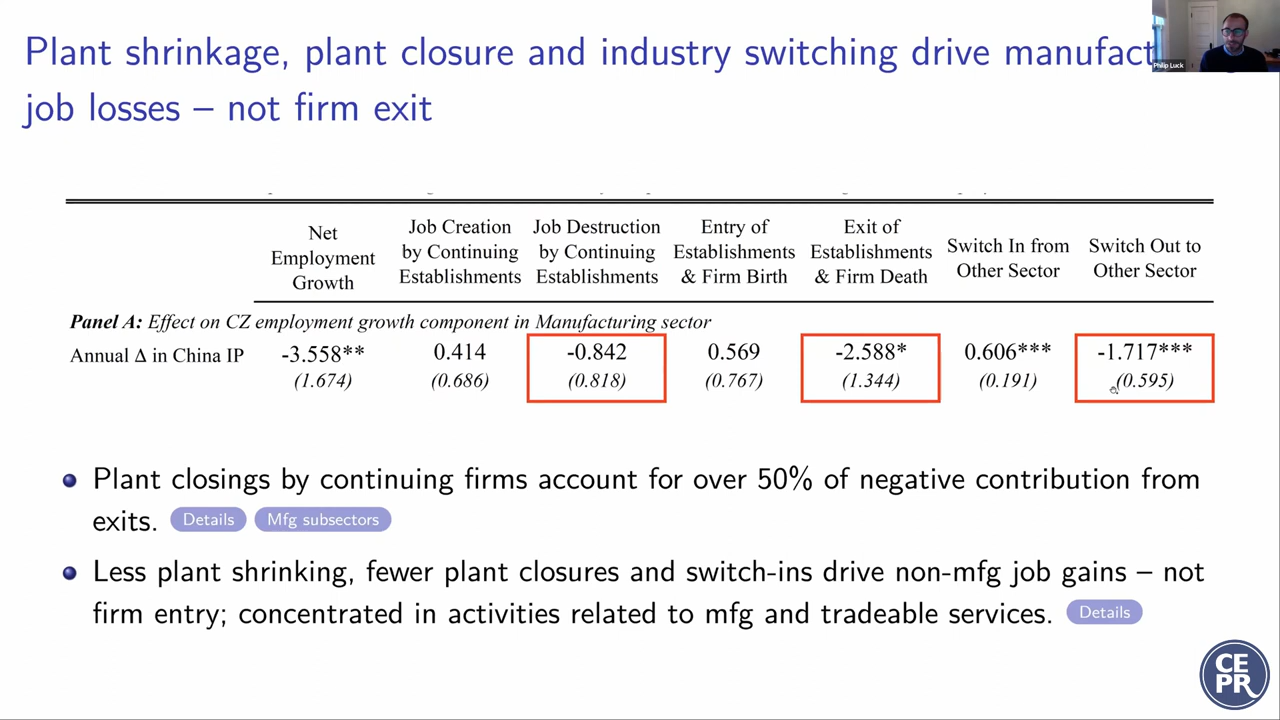 Plant shrinkage, plant closure and industry switching drive manufact
job losses – not firm exit
Philip Luck
Net Employment Growth
Job Creation by Continuing Establishments
Job Destruction by Continuing Establishments
Entry of Establishments & Firm Birth
Exit of Establishments & Firm Death
Switch In from Other Sector
Switch Out to Other Sector
Panel A: Effect on CZ employment growth component in Manufacturing sector
Annual Δ in China IP -3.558** 0.414 -0.842 0.569 -2.588* 0.606*** -1.717***
(1.674) (0.686) (0.818) (0.767) (1.344) (0.191) (0.595)
Plant closings by continuing firms account for over 50% of negative contribution from
exits. Details Mfg subsectors
Less plant shrinking, fewer plant closures and switch-ins drive non-mfg job gains – not
firm entry; concentrated in activities related to mfg and tradeable services. Details
CE
PR